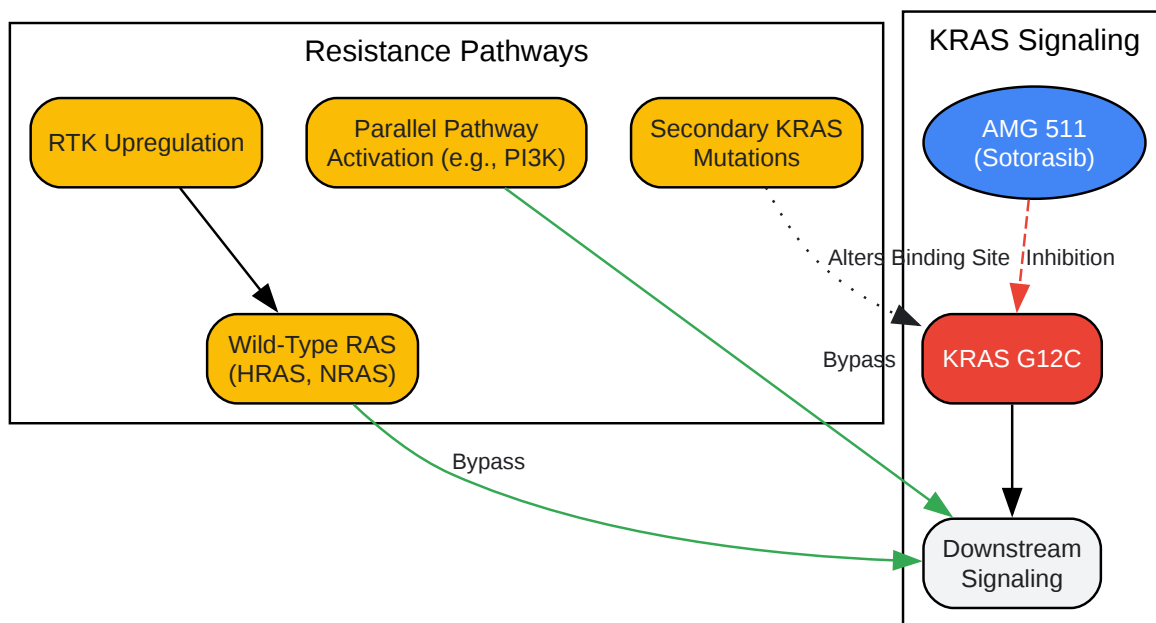 Resistance Pathways
RTK Upregulation
Parallel Pathway
Activation (e.g., PI3K)
Secondary KRAS
Mutations
Wild-Type RAS
(HRAS, NRAS)
Bypass
Bypass
Alters Binding Site
KRAS Signaling
AMG 511
(Sotorasib)
Inhibition
KRAS G12C
Downstream
Signaling